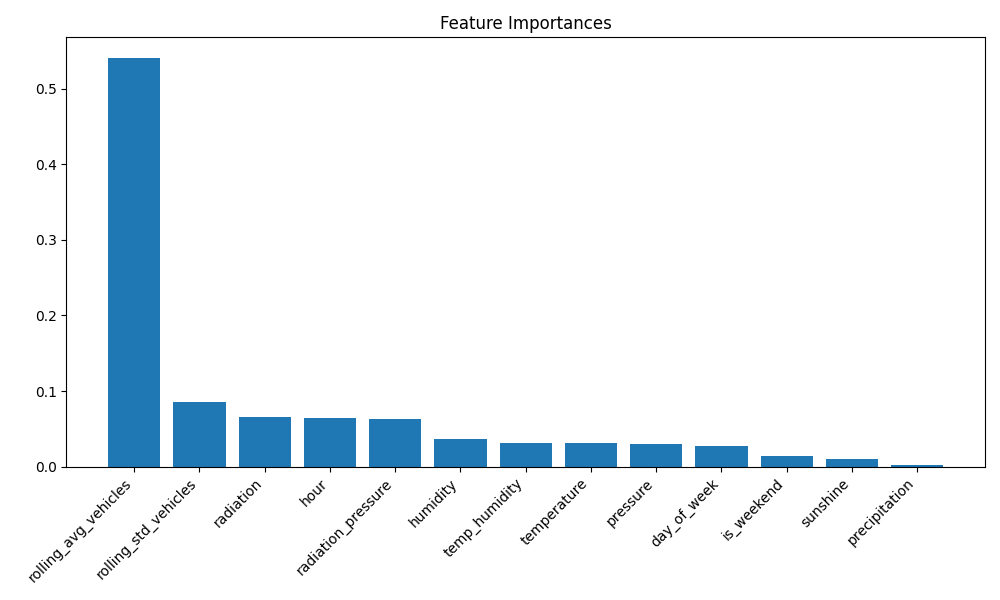 Feature Importances
0.5
0.4
0.3
0.2
0.1
0.0
rolling_avg_vehicles
rolling_std_vehicles
radiation
hour
radiation_pressure
humidity
temp_humidity
temperature
pressure
day_of_week
is_weekend
sunshine
precipitation